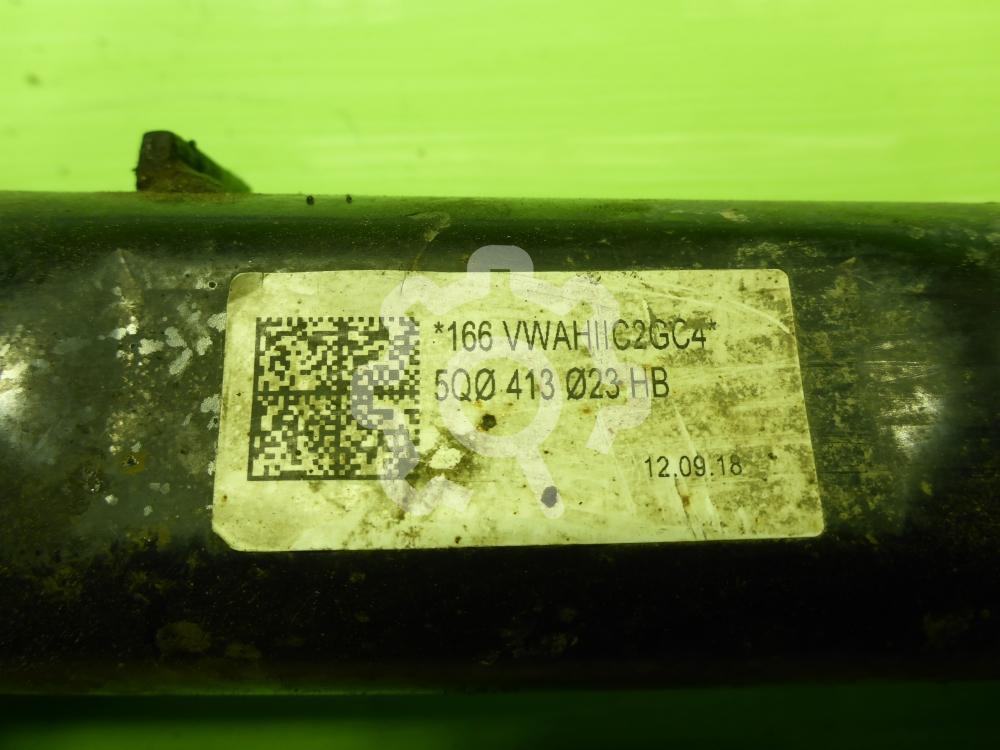 *166 VWAHIIC2GC4*
5QØ 413 Ø23 HB
12.09.18